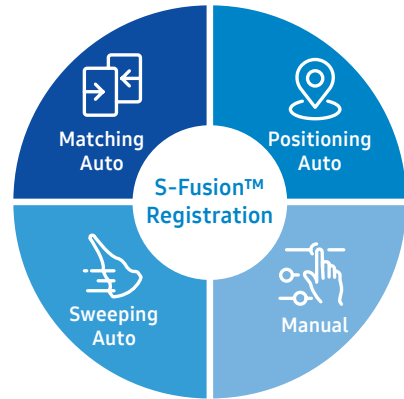 Matching
Auto
Positioning
Auto
S-Fusion™
Registration
Sweeping
Auto
Manual